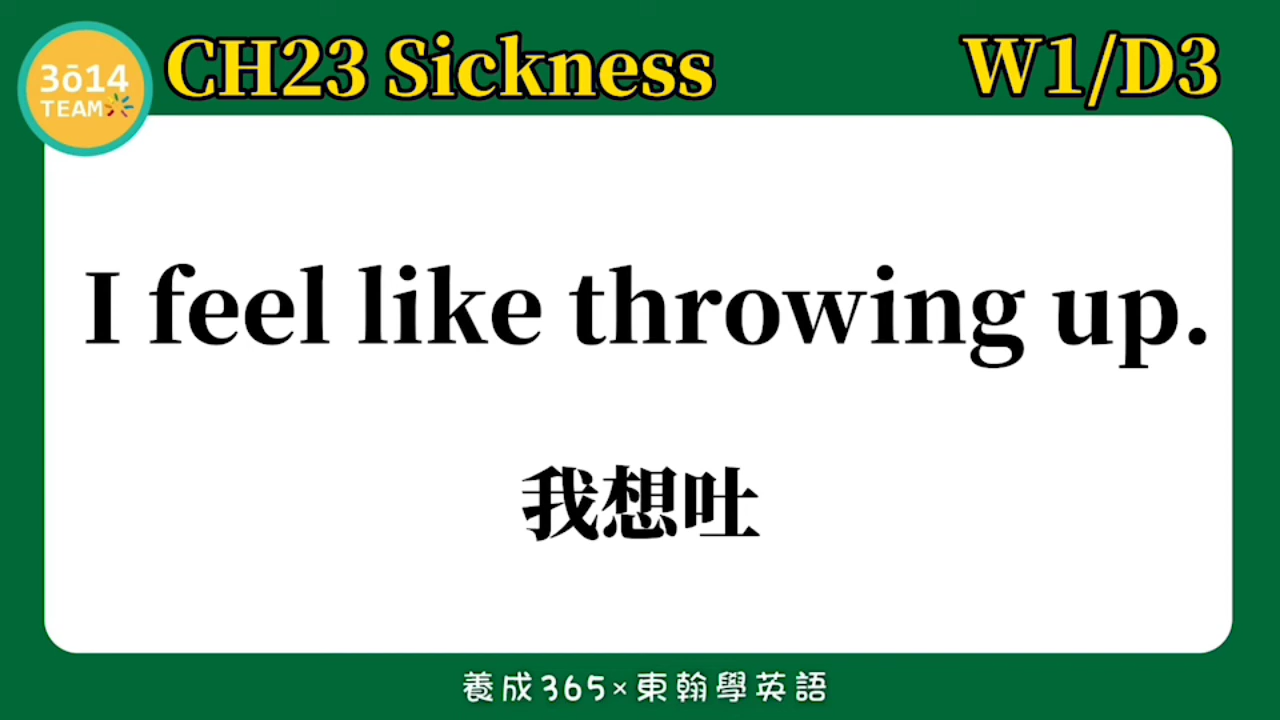 3ō14
TEAM
CH23 Sickness
W1/D3
I feel like throwing up.
我想吐
養成365×東翰學英語